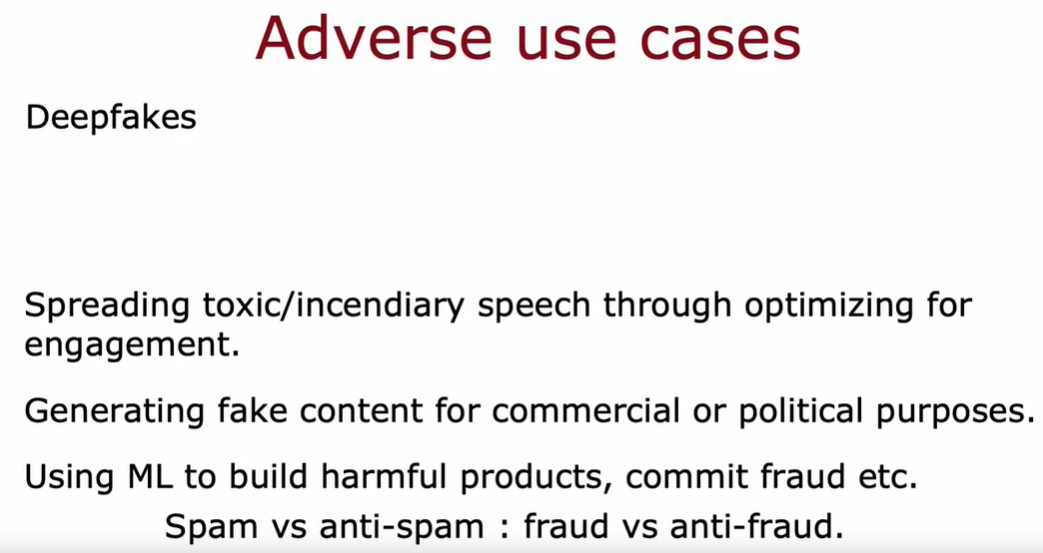 Adverse use cases
Deepfakes
Spreading toxic/incendiary speech through optimizing for
engagement.
Generating fake content for commercial or political purposes.
Using ML to build harmful products, commit fraud etc.
Spam vs anti-spam : fraud vs anti-fraud.